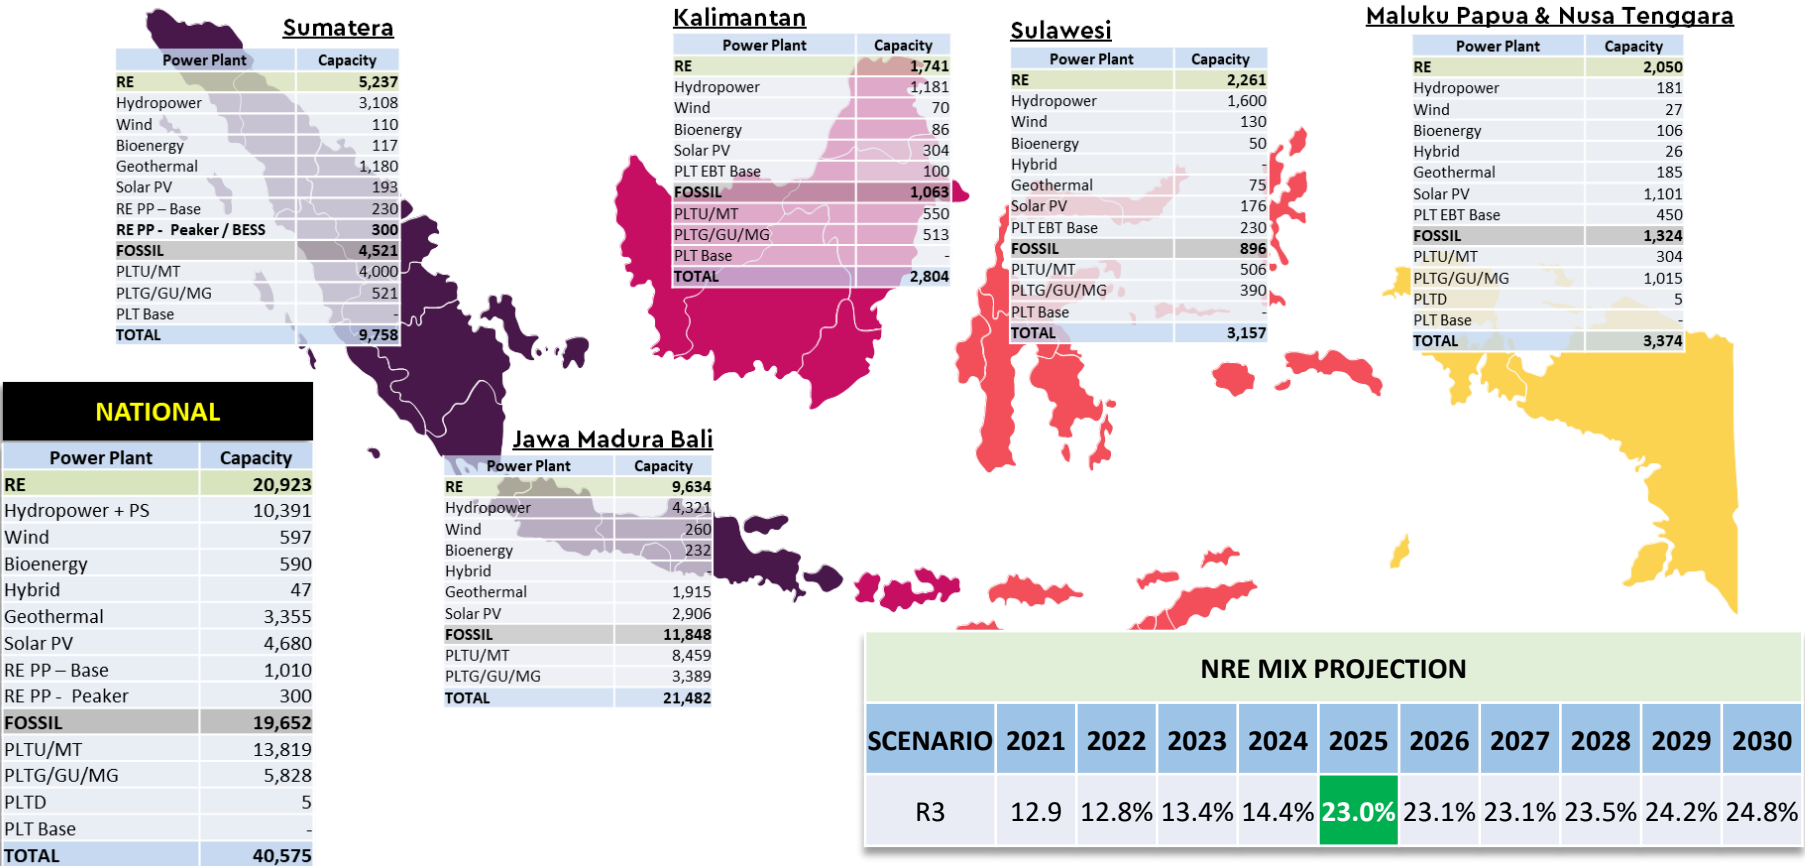 Sumatera
Power Plant Capacity
RE 5,237
Hydropower 3,108
Wind 110
Bioenergy 117
Geothermal 1,180
Solar PV 193
RE PP – Base 230
RE PP - Peaker / BESS 300
FOSSIL 4,521
PLTU/MT 4,000
PLTG/GU/MG 521
PLT Base -
TOTAL 9,758
Kalimantan
Power Plant Capacity
RE 1,741
Hydropower 1,181
Wind 70
Bioenergy 86
Solar PV 304
PLT EBT Base 100
FOSSIL 1,063
PLTU/MT 550
PLTG/GU/MG 513
PLT Base -
TOTAL 2,804
Sulawesi
Power Plant Capacity
RE 2,261
Hydropower 1,600
Wind 130
Bioenergy 50
Hybrid -
Geothermal 75
Solar PV 176
PLT EBT Base 230
FOSSIL 896
PLTU/MT 506
PLTG/GU/MG 390
PLT Base -
TOTAL 3,157
Maluku Papua & Nusa Tenggara
Power Plant Capacity
RE 2,050
Hydropower 181
Wind 27
Bioenergy 106
Hybrid 26
Geothermal 185
Solar PV 1,101
PLT EBT Base 450
FOSSIL 1,324
PLTU/MT 304
PLTG/GU/MG 1,015
PLTD 5
PLT Base -
TOTAL 3,374
NATIONAL
Power Plant Capacity
RE 20,923
Hydropower + PS 10,391
Wind 597
Bioenergy 590
Hybrid 47
Geothermal 3,355
Solar PV 4,680
RE PP – Base 1,010
RE PP - Peaker 300
FOSSIL 19,652
PLTU/MT 13,819
PLTG/GU/MG 5,828
PLTD 5
PLT Base -
TOTAL 40,575
Jawa Madura Bali
Power Plant Capacity
RE 9,634
Hydropower 4,321
Wind 260
Bioenergy 232
Hybrid -
Geothermal 1,915
Solar PV 2,906
FOSSIL 11,848
PLTU/MT 8,459
PLTG/GU/MG 3,389
TOTAL 21,482
NRE MIX PROJECTION
SCENARIO 2021 2022 2023 2024 2025 2026 2027 2028 2029 2030
R3 12.9 12.8% 13.4% 14.4% 23.0% 23.1% 23.1% 23.5% 24.2% 24.8%